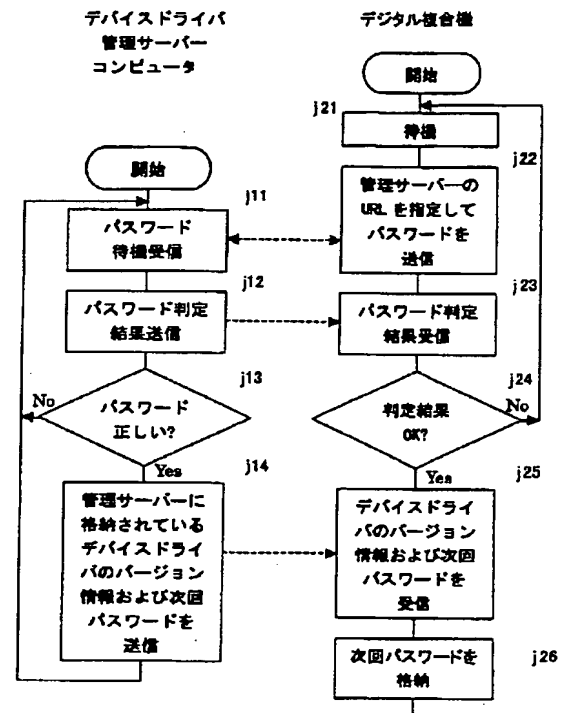 デバイスドライバ
管理サーバー
コンピュータ
開始
j11
パスワード
待機受信
j12
パスワード判定
結果送信
j13
パスワード
正しい?
No
Yes
j14
管理サーバーに
格納されている
デバイスドライ
バのバージョン
情報および次回
パスワードを
送信
デジタル複合機
開始
j21
待機
j22
管理サーバーの
URL を指定して
パスワードを
送信
j23
パスワード判定
結果受信
j24
判定結果
OK?
No
Yes
j25
デバイスドライ
バのバージョン
情報および次回
パスワードを
受信
次回パスワードを
格納
j26